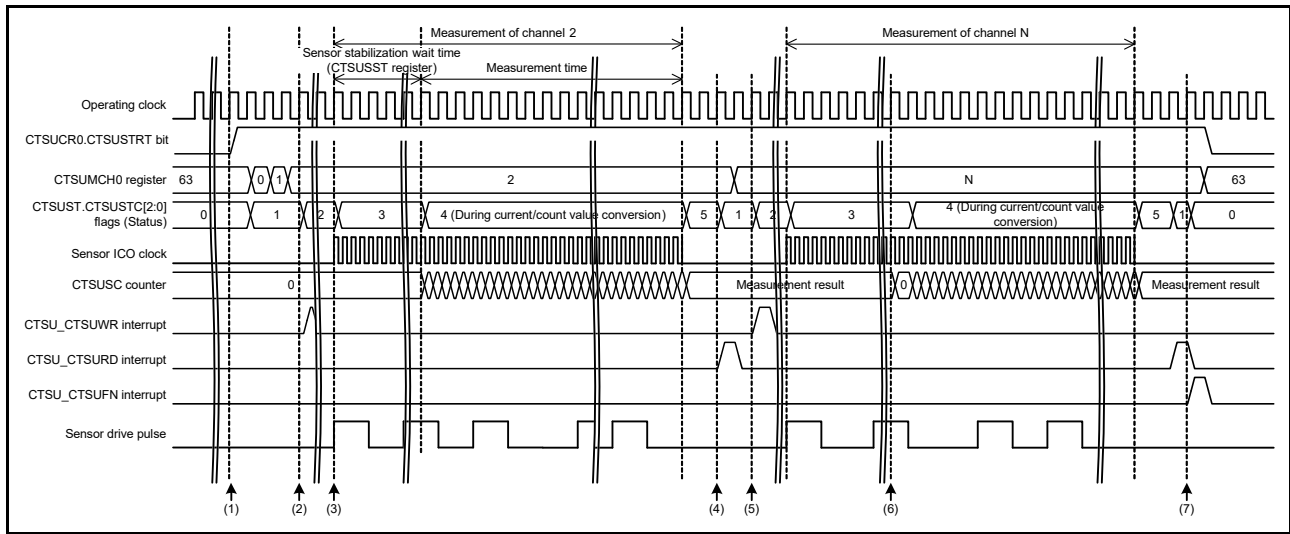 Measurement of channel 2
Measurement of channel N
Sensor stabilization wait time
(CTSUSST register)
Measurement time
Operating clock
CTSUCR0.CTSUSTRT bit
CTSUMCH0 register
63
0
1
2
N
63
CTSUST.CTSUSTC[2:0]
flags (Status)
0
1
2
3
4 (During current/count value conversion)
5
1
2
3
4 (During current/count value
conversion)
5
1
0
Sensor ICO clock
CTSUSC counter
0
Measurement result
0
Measurement result
CTSU_CTSUWR interrupt
CTSU_CTSURD interrupt
CTSU_CTSUFN interrupt
Sensor drive pulse
(1)
(2)
(3)
(4)
(5)
(6)
(7)